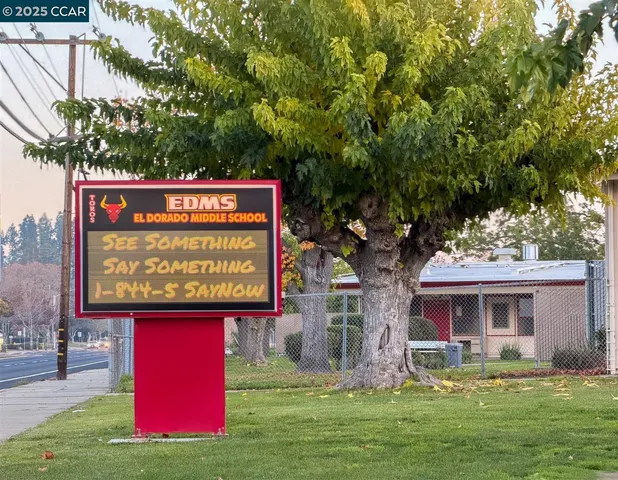 © 2025 CCAR
TOROS
EDMS
EL DORADO MIDDLE SCHOOL
SEE SOMETHING
SAY SOMETHING
1-844-5 SAYNOW